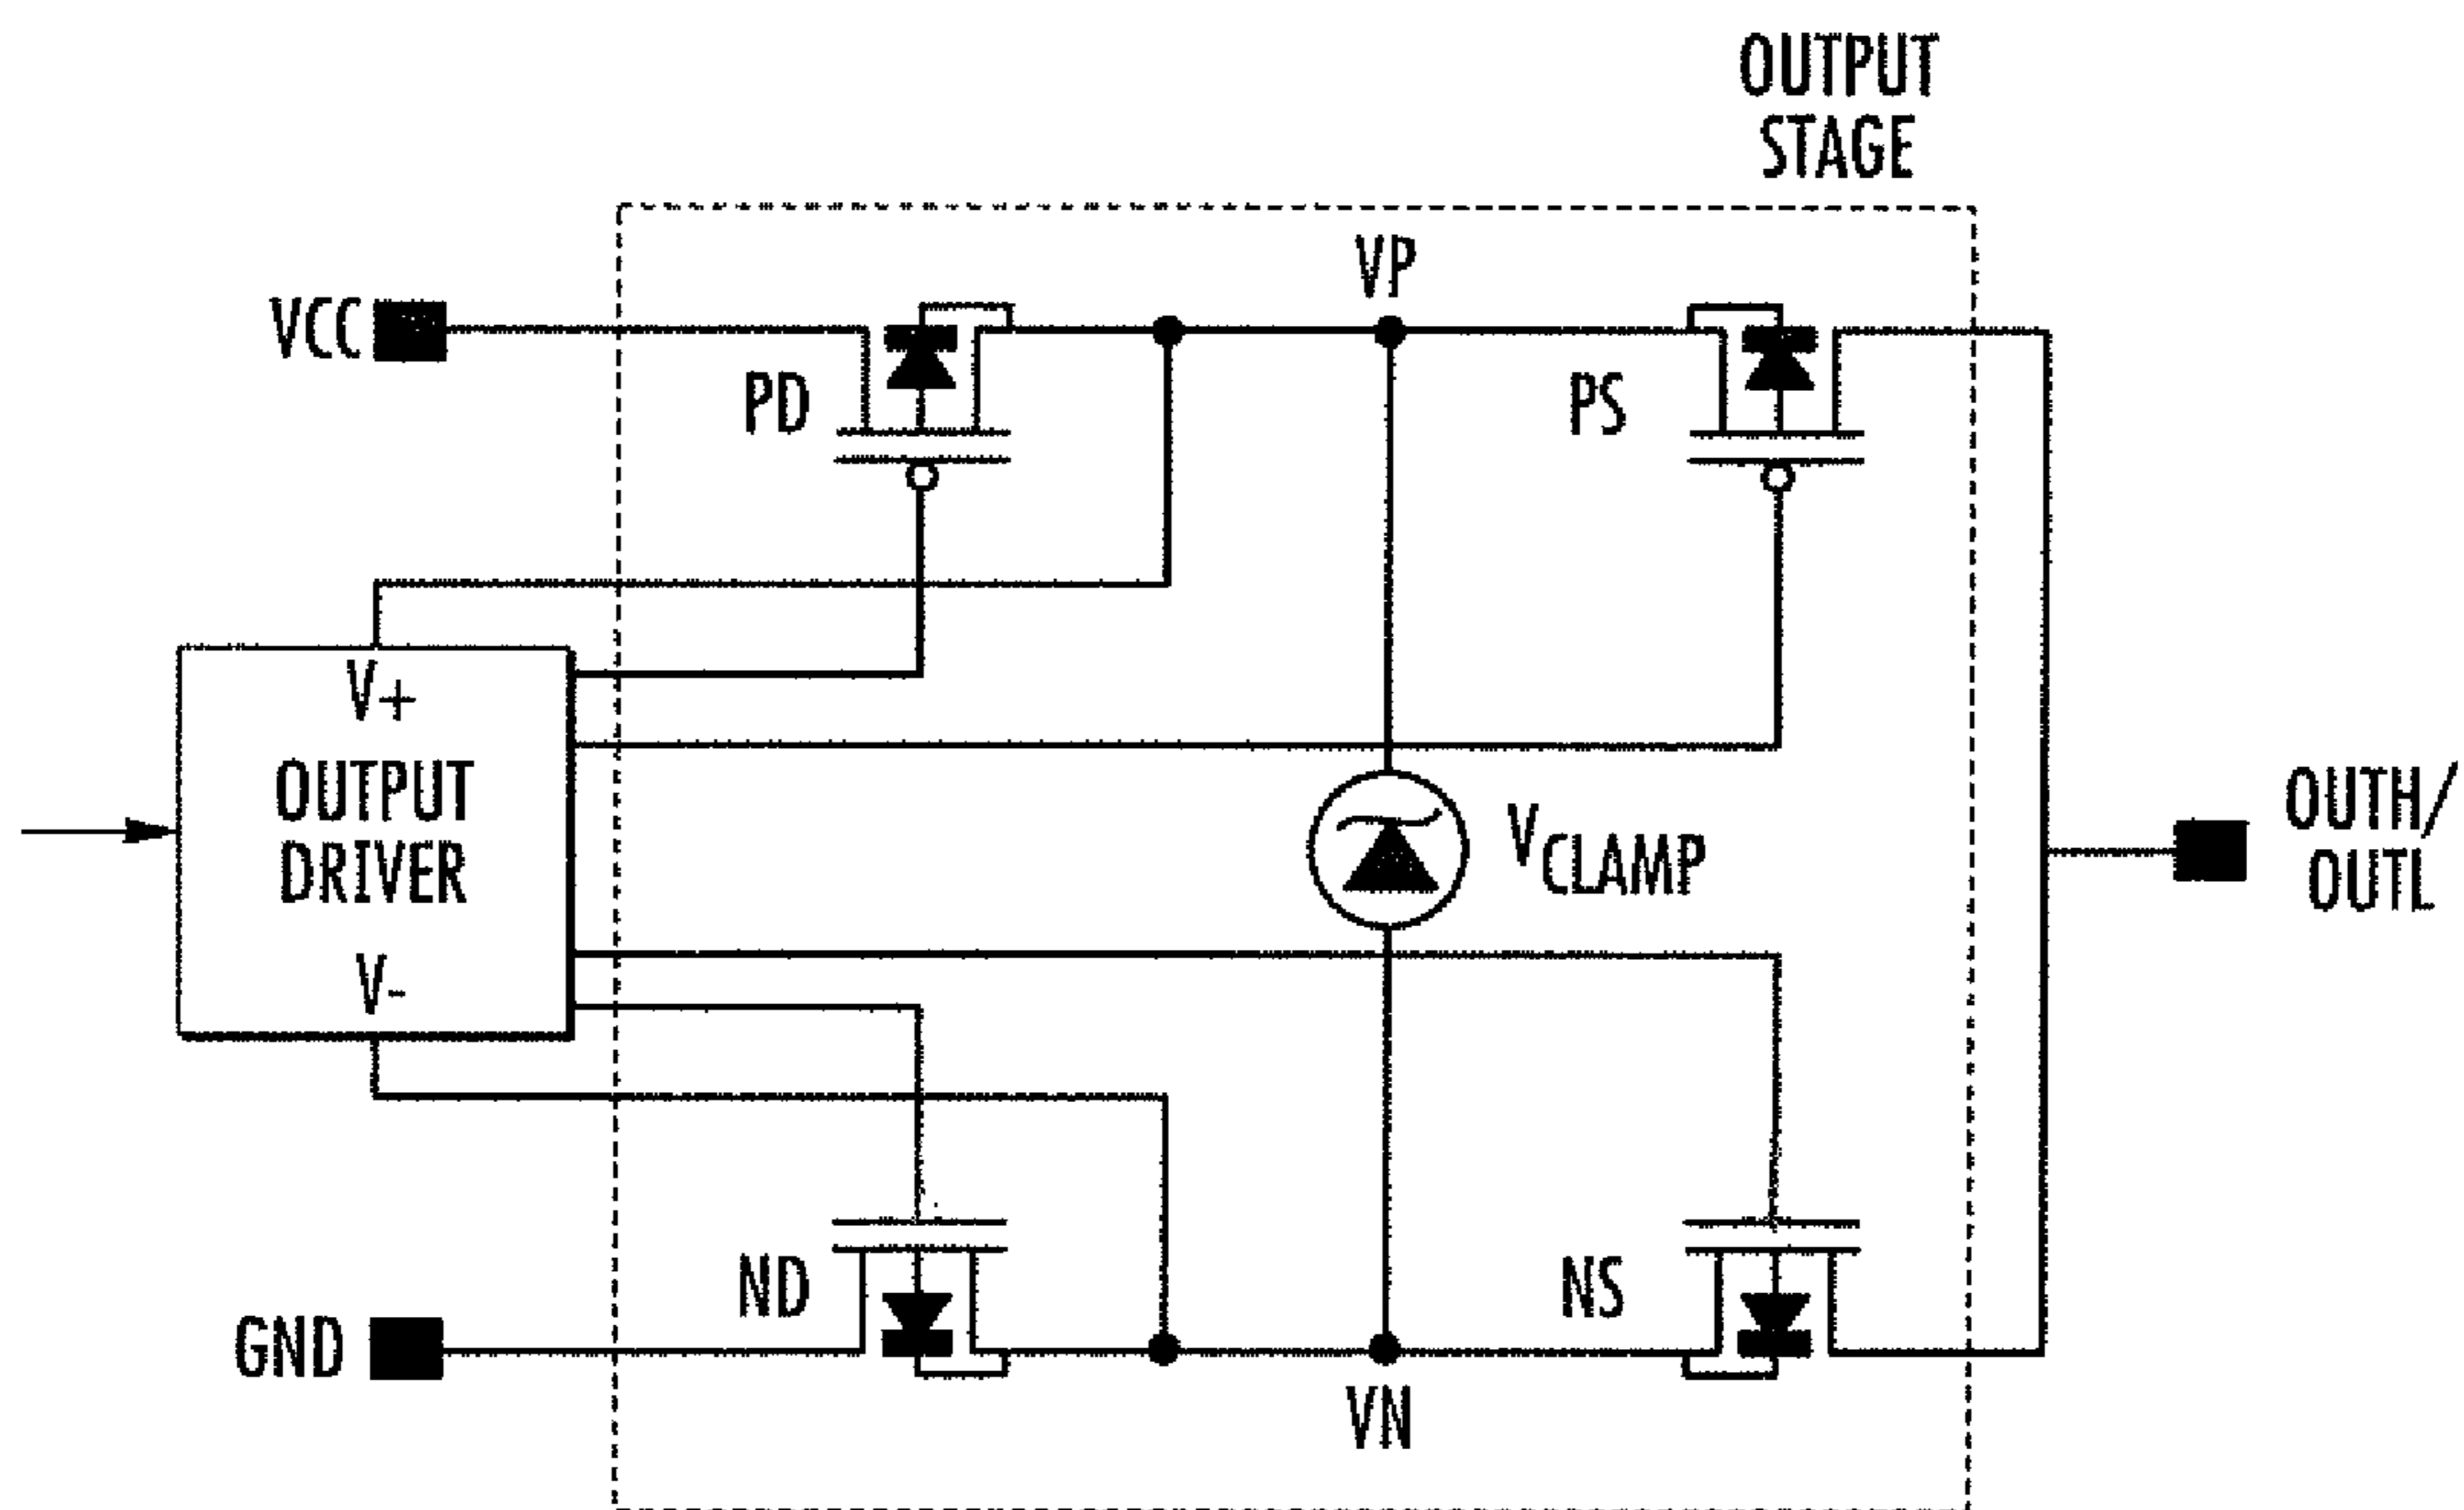 OUTPUT
STAGE
VP
VCC
PD
PS
V+
OUTPUT
DRIVER
V-
VCLAMP
OUTH/
OUTL
ND
NS
GND
VN